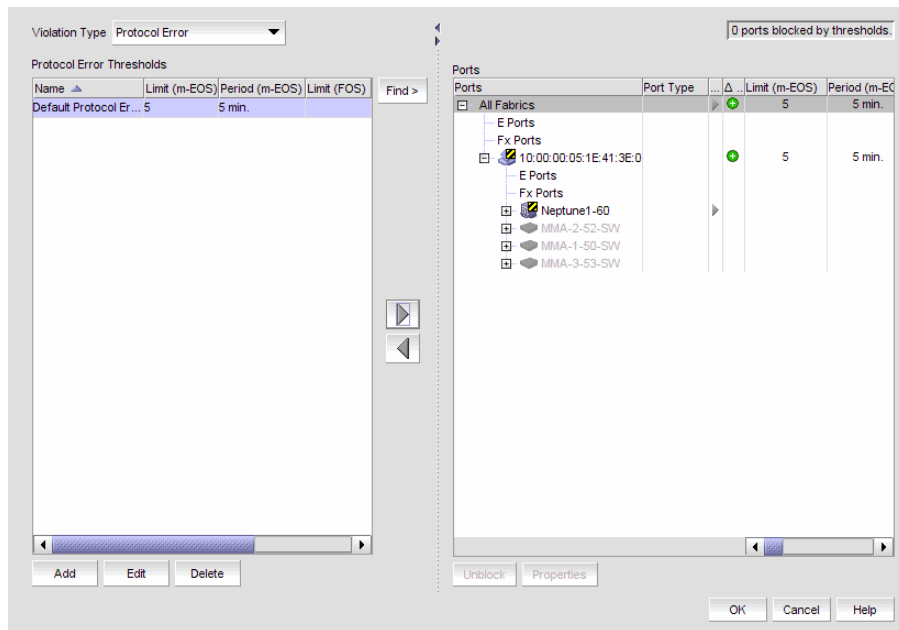 Violation Type Protocol Error
0 ports blocked by thresholds.
Protocol Error Thresholds
Name Limit (m-EOS) Period (m-EOS) Limit (FOS)
Default Protocol Er... 5 5 min.
Find >
Ports
Ports Port Type ... Δ ... Limit (m-EOS) Period (m-EO
All Fabrics 5 5 min.
E Ports
Fx Ports
10:00:00:05:1E:41:3E:0 5 5 min.
E Ports
Fx Ports
Neptune1-60
MMA-2-52-SW
MMA-1-50-SW
MMA-3-53-SW
Add Edit Delete
Unblock Properties
OK Cancel Help